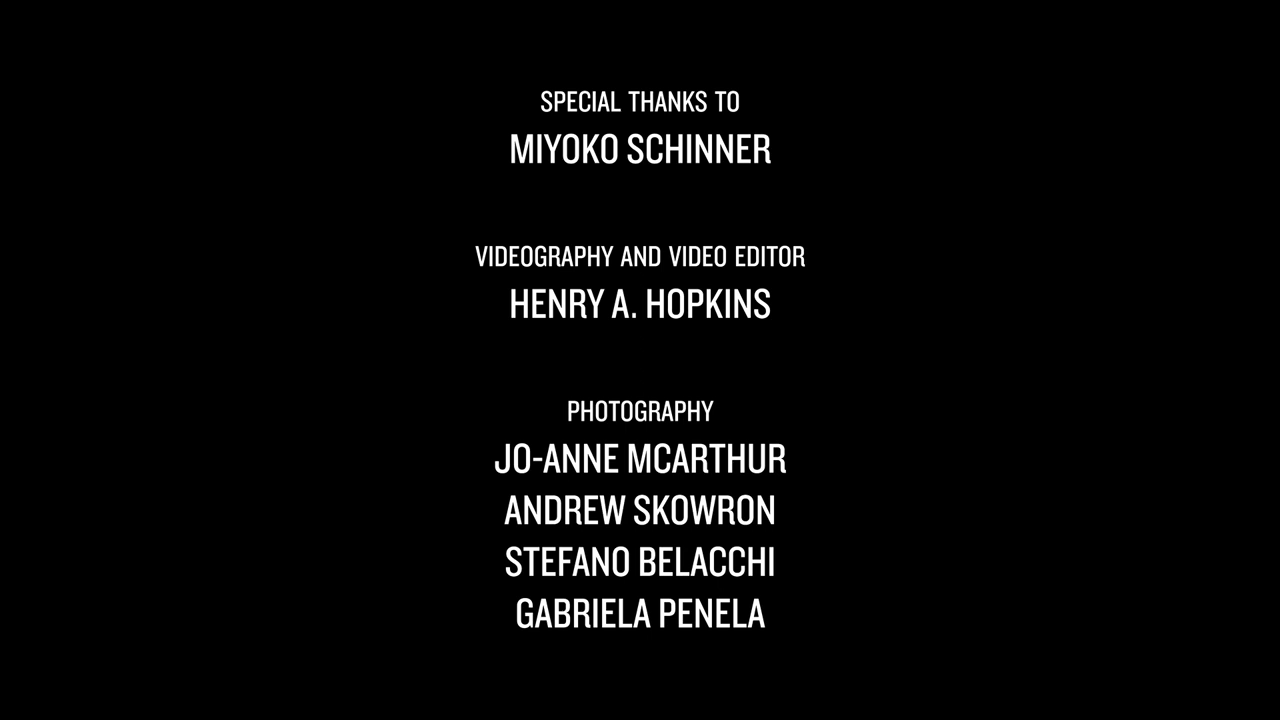 SPECIAL THANKS TO
MIYOKO SCHINNER
VIDEOGRAPHY AND VIDEO EDITOR
HENRY A. HOPKINS
PHOTOGRAPHY
JO-ANNE MCARTHUR
ANDREW SKOWRON
STEFANO BELACCHI
GABRIELA PENELA